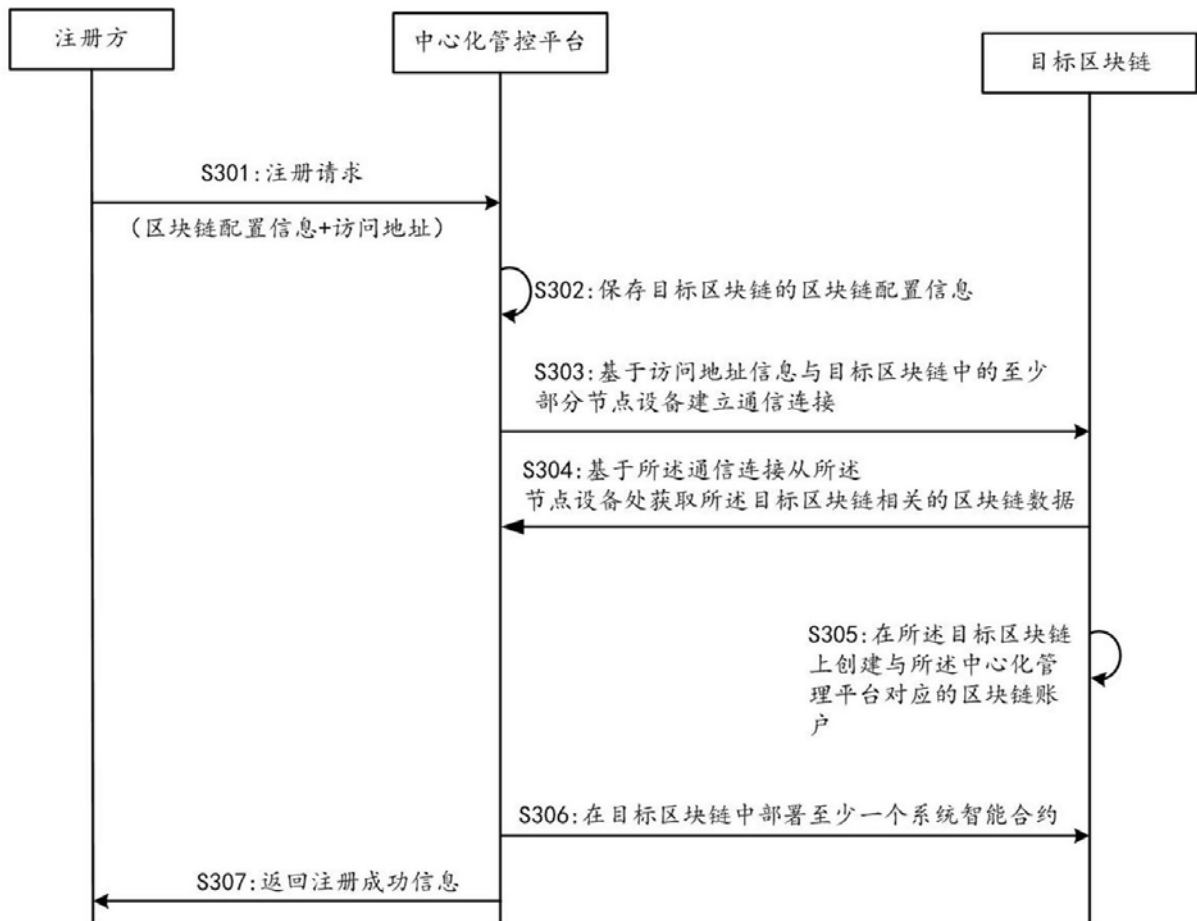 注册方
中心化管控平台
目标区块链
S301:注册请求
（区块链配置信息+访问地址）
S302:保存目标区块链的区块链配置信息
S303:基于访问地址信息与目标区块链中的至少
部分节点设备建立通信连接
S304:基于所述通信连接从所述
节点设备处获取所述目标区块链相关的区块链数据
S305:在所述目标区块链
上创建与所述中心化管
理平台对应的区块链账
户
S306:在目标区块链中部署至少一个系统智能合约
S307:返回注册成功信息